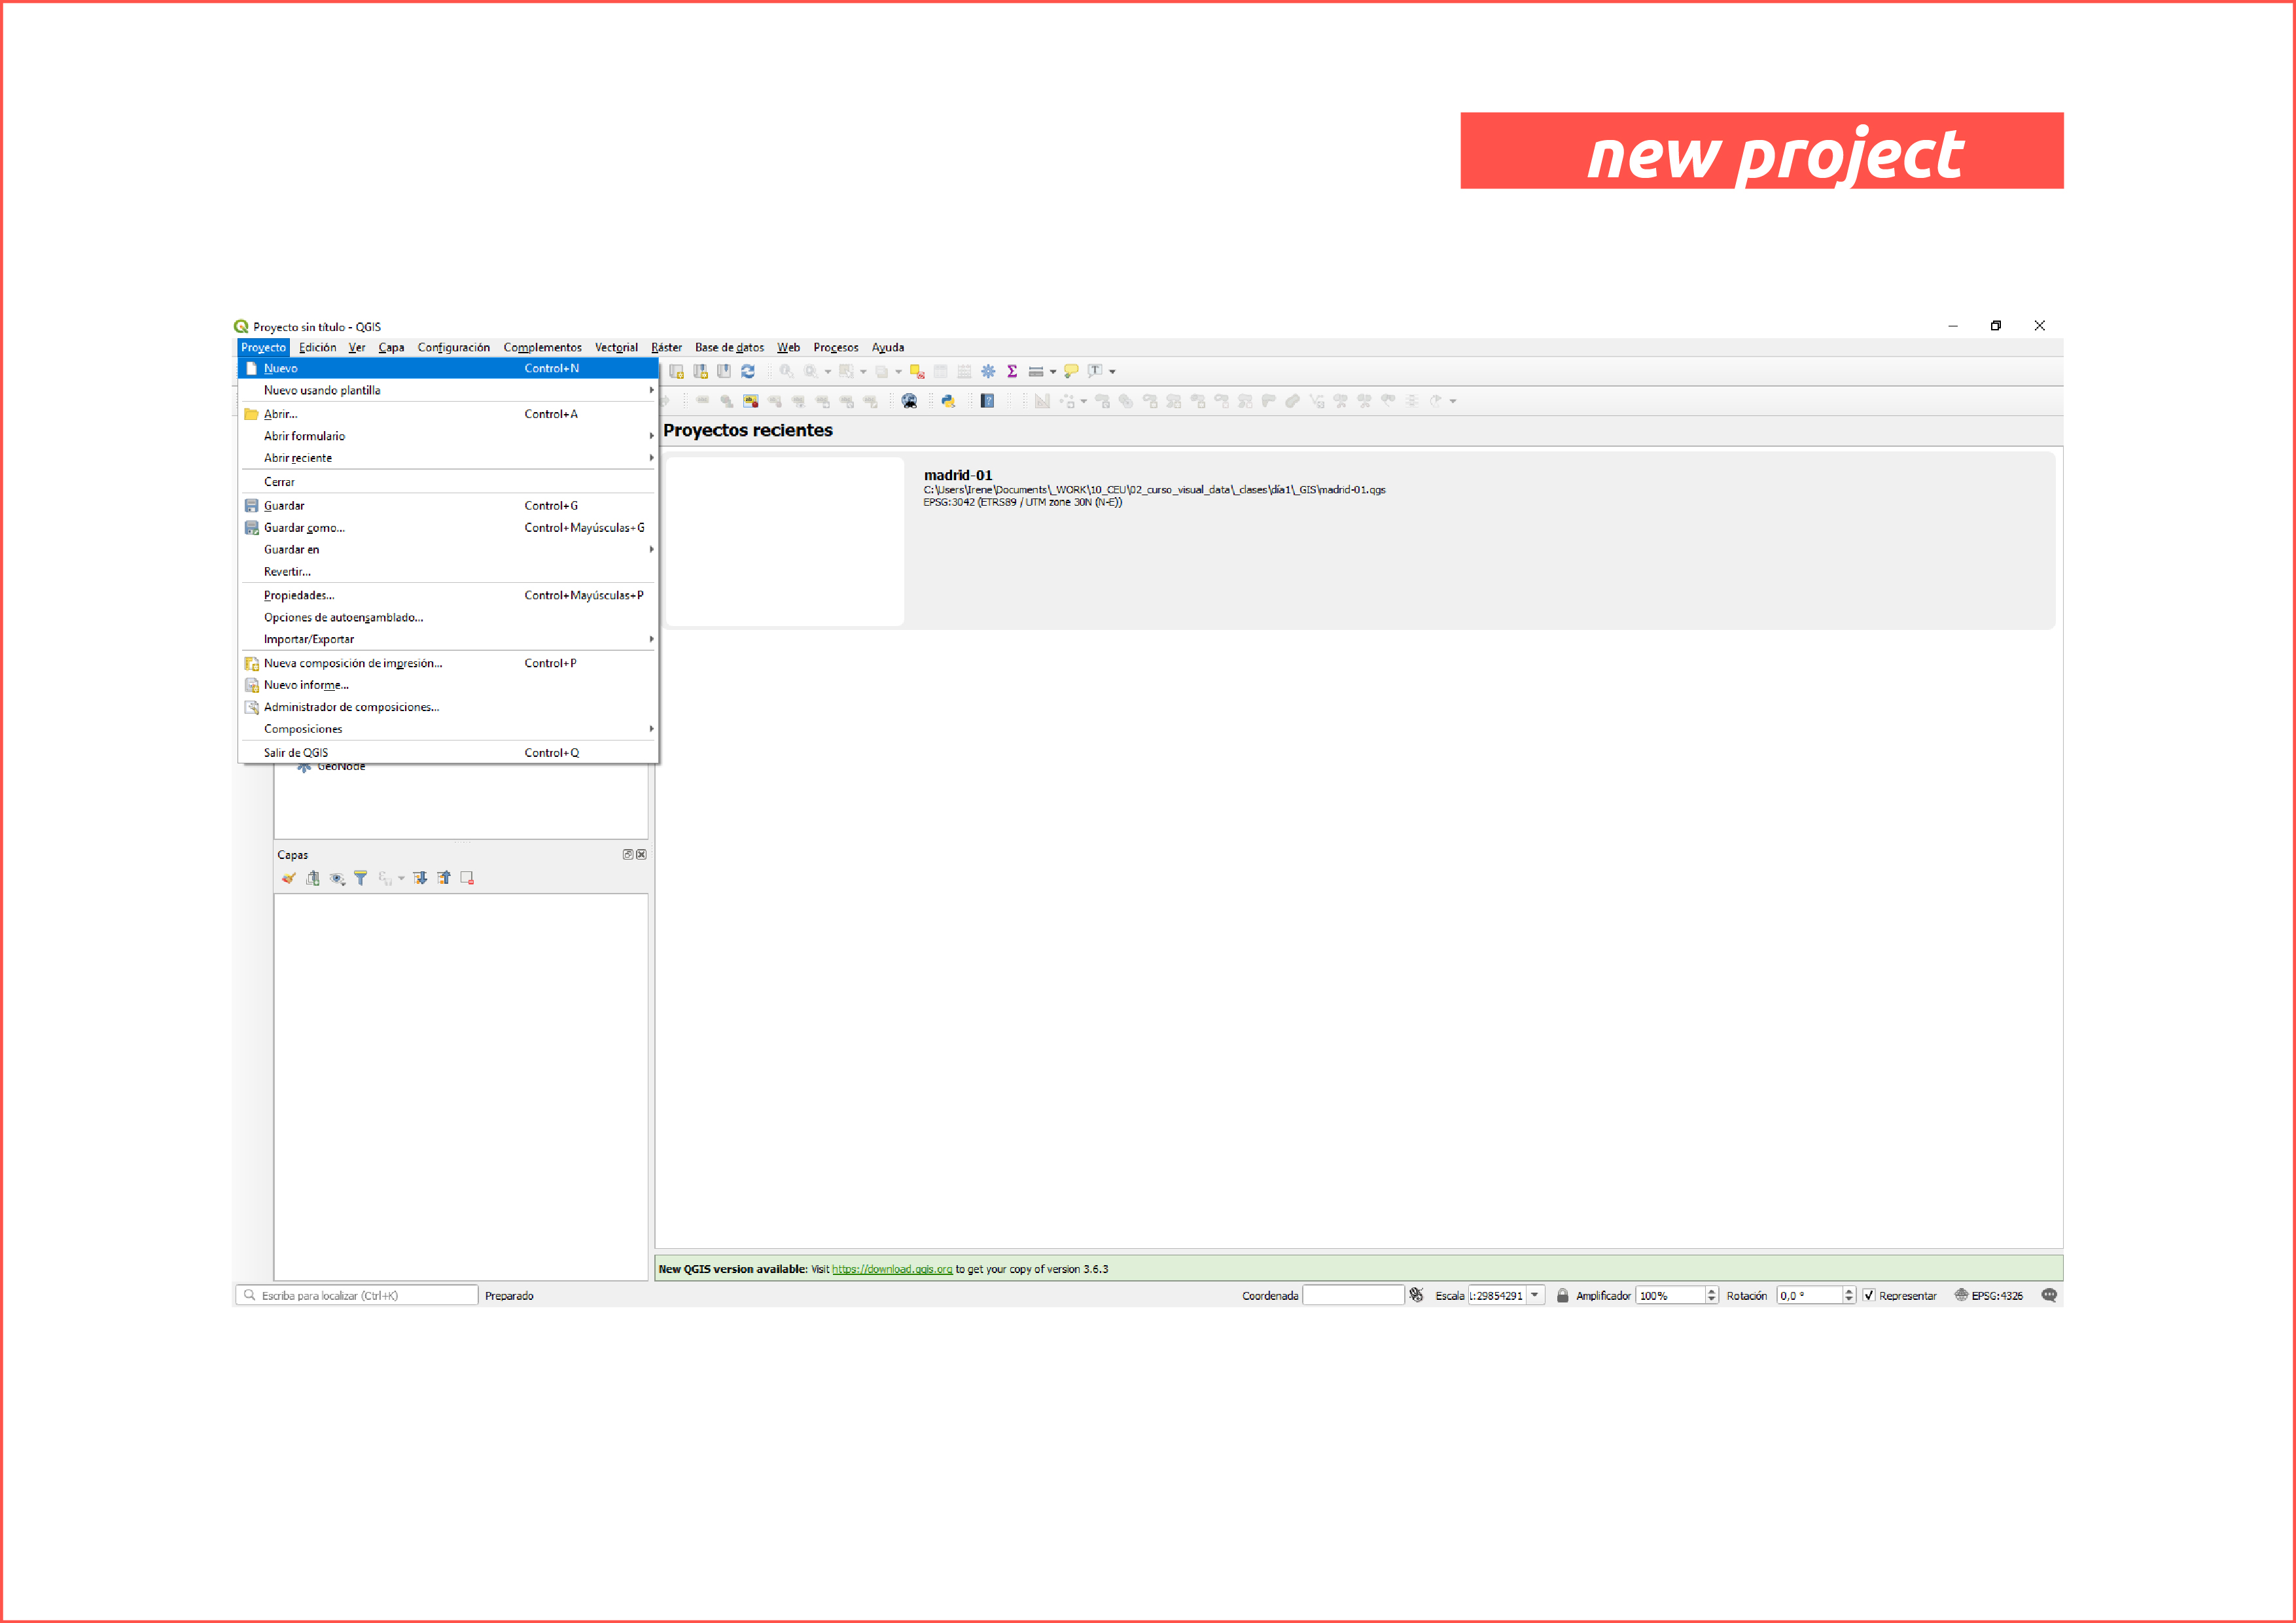 new project
Proyecto sin título - QGIS
Proyecto Edición Ver Capa Configuración Complementos Vectorial Ráster Base de datos Web Procesos Ayuda
Nuevo Control+N
Nuevo usando plantilla
Abrir... Control+A
Abrir formulario
Abrir reciente
Cerrar
Guardar Control+G
Guardar como... Control+Mayúsculas+G
Guardar en
Revertir...
Propiedades... Control+Mayúsculas+P
Opciones de autoensamblado...
Importar/Exportar
Nueva composición de impresión... Control+P
Nuevo informe...
Administrador de composiciones...
Composiciones
Salir de QGIS Control+Q
GeoNode
Proyectos recientes
madrid-01
C:\Users\Irene\Documents\_WORK\10_CEU\02_curso_visual_data\_clases\día1\_GIS\madrid-01.qgs
EPSG:3042 (ETRS89 / UTM zone 30N (N-E))
Capas
New QGIS version available: Visit https://download.qgis.org to get your copy of version 3.6.3
Escriba para localizar (Ctrl+K) Preparado Coordenada Escala 1:29854291 Amplificador 100% Rotación 0,0 ° Representar EPSG:4326